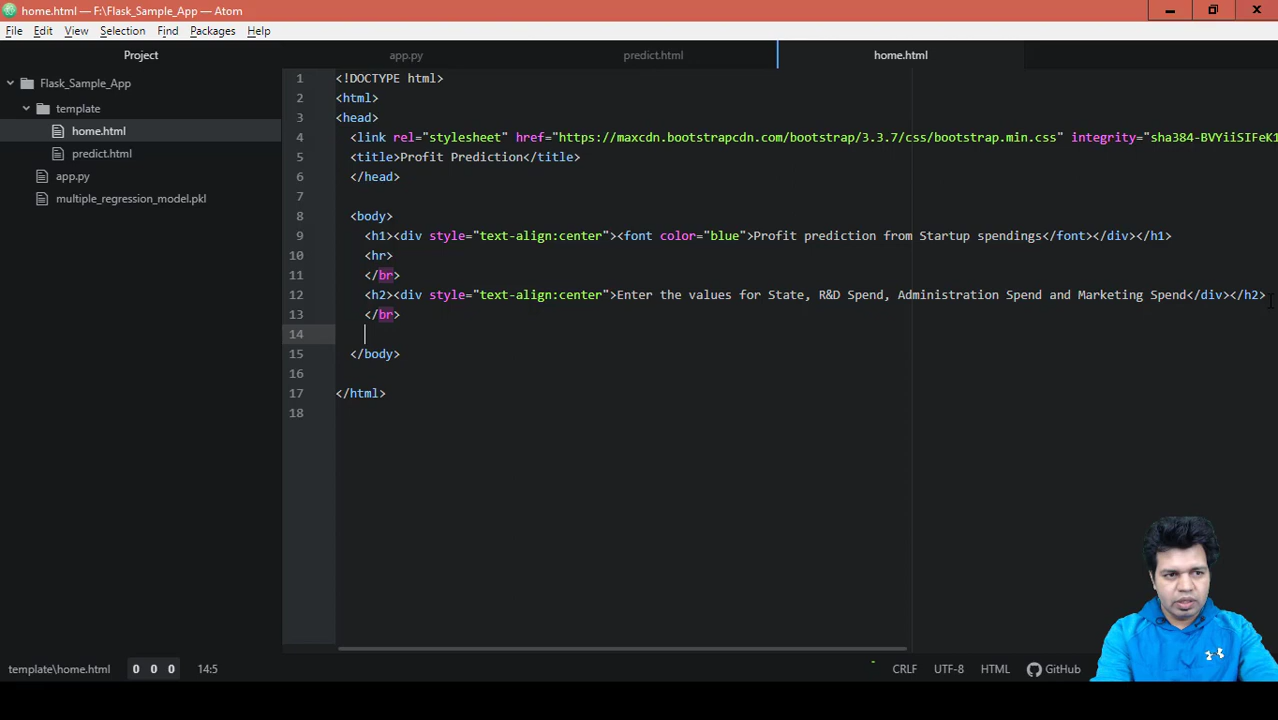 home.html — F:\Flask_Sample_App — Atom
File Edit View Selection Find Packages Help
Project app.py predict.html home.html
Flask_Sample_App
template
home.html
predict.html
app.py
multiple_regression_model.pkl
1 <!DOCTYPE html>
2 <html>
3 <head>
4 <link rel="stylesheet" href="https://maxcdn.bootstrapcdn.com/bootstrap/3.3.7/css/bootstrap.min.css" integrity="sha384-BVYiiSIFeK1
5 <title>Profit Prediction</title>
6 </head>
7
8 <body>
9 <h1><div style="text-align:center"><font color="blue">Profit prediction from Startup spendings</font></div></h1>
10 <hr>
11 </br>
12 <h2><div style="text-align:center">Enter the values for State, R&D Spend, Administration Spend and Marketing Spend</div></h2>
13 </br>
14
15 </body>
16
17 </html>
18
template\home.html 0 0 0 14:5 CRLF UTF-8 HTML GitHub